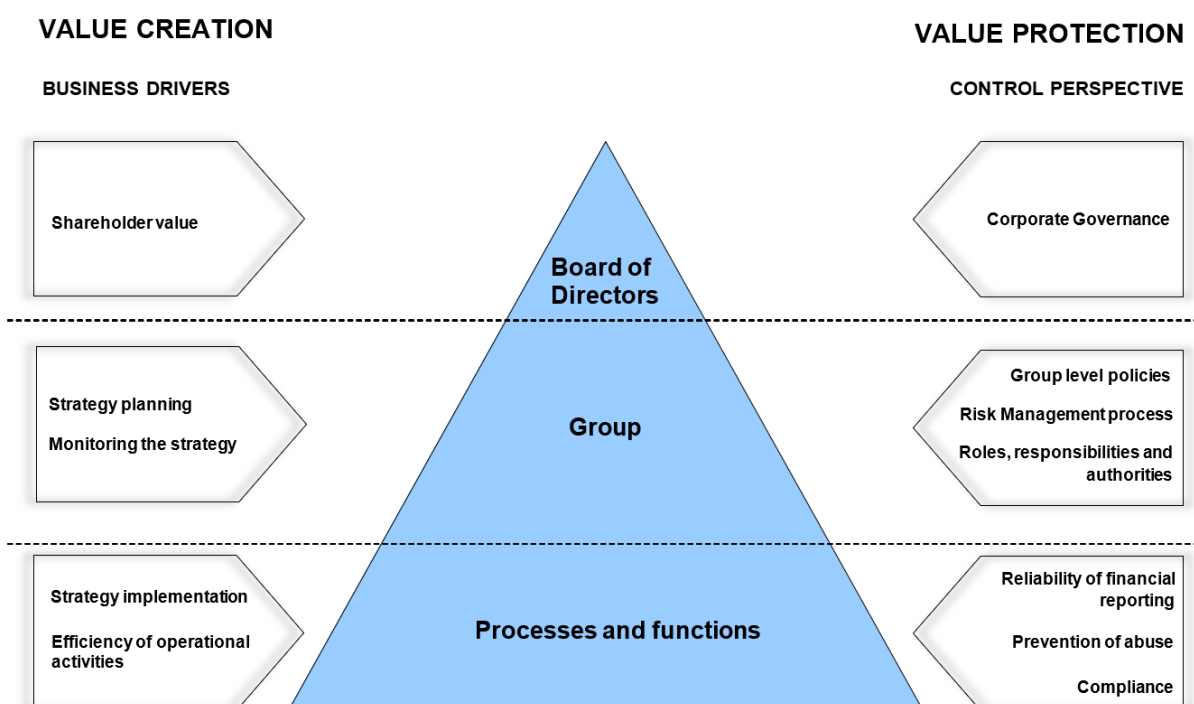 VALUE CREATION
VALUE PROTECTION
BUSINESS DRIVERS
CONTROL PERSPECTIVE
Shareholder value
Corporate Governance
Board of
Directors
Strategy planning
Monitoring the strategy
Group
Group level policies
Risk Management process
Roles, responsibilities and
authorities
Strategy implementation
Efficiency of operational
activities
Processes and functions
Reliability of financial
reporting
Prevention of abuse
Compliance